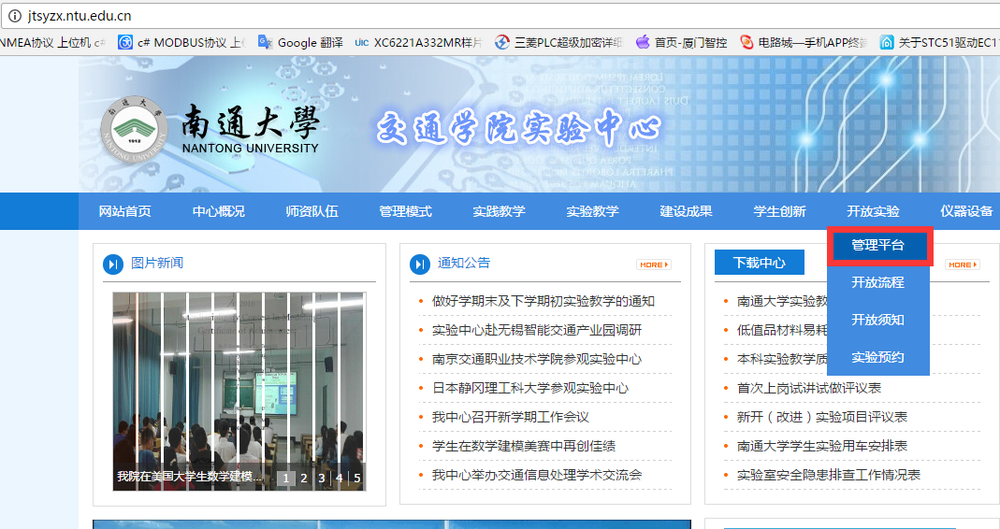 jtsyzx.ntu.edu.cn
NMEA协议 上位机 c#
c# MODBUS协议 上位
Google 翻译
UIC XC6221A332MR样片
三菱PLC超级加密详细
首页-厦门智控
电路城—手机APP终端
关于STC51驱动EC11
南通大學
NANTONG UNIVERSITY
交通学院实验中心
南通大学
1912
NANTONG UNIVERSITY
网站首页 中心概况 师资队伍 管理模式 实践教学 实验教学 建设成果 学生创新 开放实验 仪器设备
管理平台
开放流程
开放须知
实验预约
图片新闻
我院在美国大学生数学建模...
1 2 3 4 5
通知公告
MORE
做好学期末及下学期初实验教学的通知
实验中心赴无锡智能交通产业园调研
南京交通职业技术学院参观实验中心
日本静冈理工科大学参观实验中心
我中心召开新学期工作会议
学生在数学建模美赛中再创佳绩
我中心举办交通信息处理学术交流会
下载中心
MORE
南通大学实验教
低值品材料易耗
本科实验教学质
首次上岗试讲试做评议表
新开（改进）实验项目评议表
南通大学学生实验用车安排表
实验室安全隐患排查工作情况表